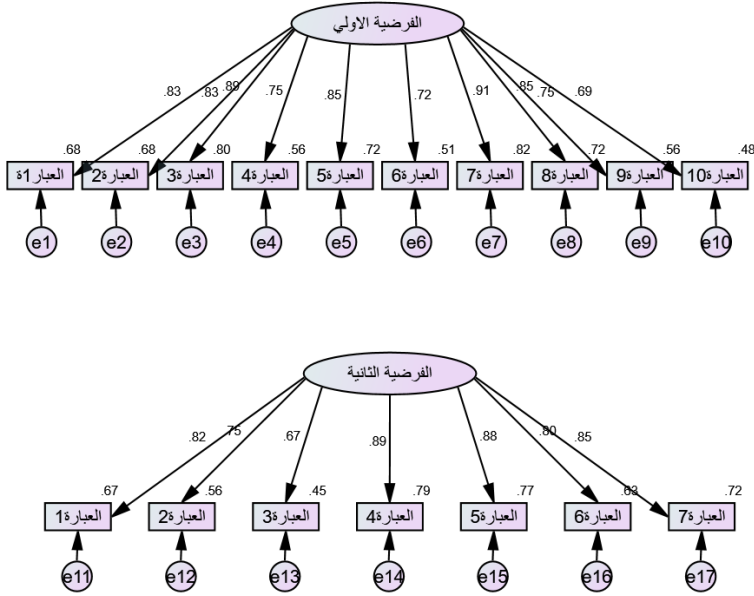 الفرضية الاولي
.83 .83 .89 .75 .85 .72 .91 .85 .75 .69
.68 .68 .80 .56 .72 .51 .82 .72 .56 .48
العبار1ة العبارة2 العبارة3 العبارة4 العبارة5 العبارة6 العبارة7 العبارة8 العبارة9 العبارة10
e1 e2 e3 e4 e5 e6 e7 e8 e9 e10
الفرضية الثانية
.82 .75 .67 .89 .88 .80 .85
.67 .56 .45 .79 .77 .63 .72
العبارة1 العبارة2 العبارة3 العبارة4 العبارة5 العبارة6 العبارة7
e11 e12 e13 e14 e15 e16 e17